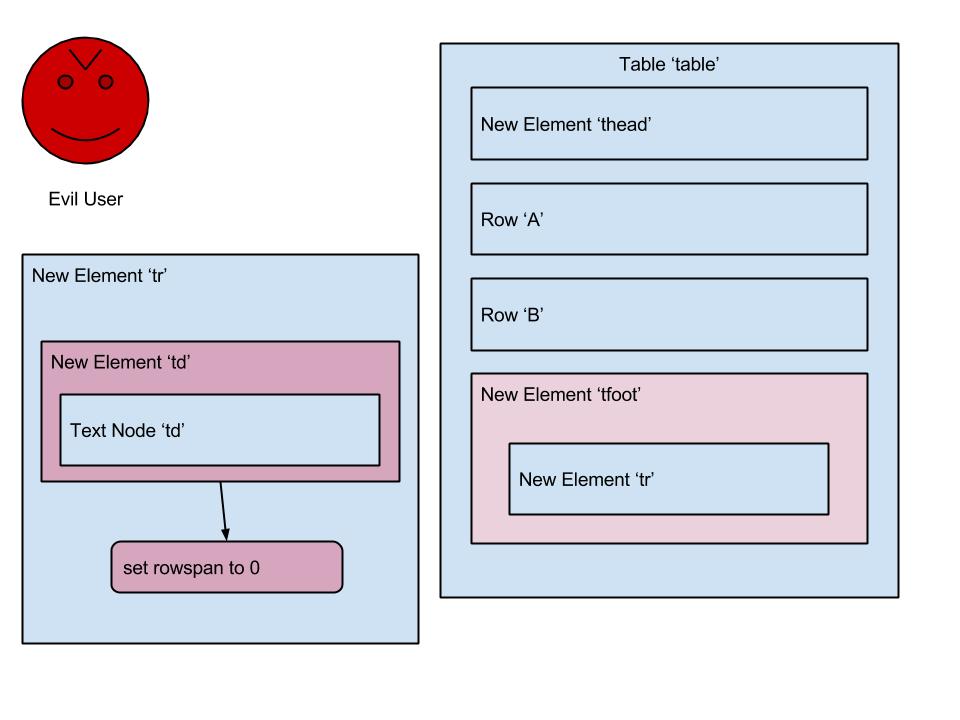 Evil User
New Element ‘tr’
New Element ‘td’
Text Node ‘td’
set rowspan to 0
Table ‘table’
New Element ‘thead’
Row ‘A’
Row ‘B’
New Element ‘tfoot’
New Element ‘tr’